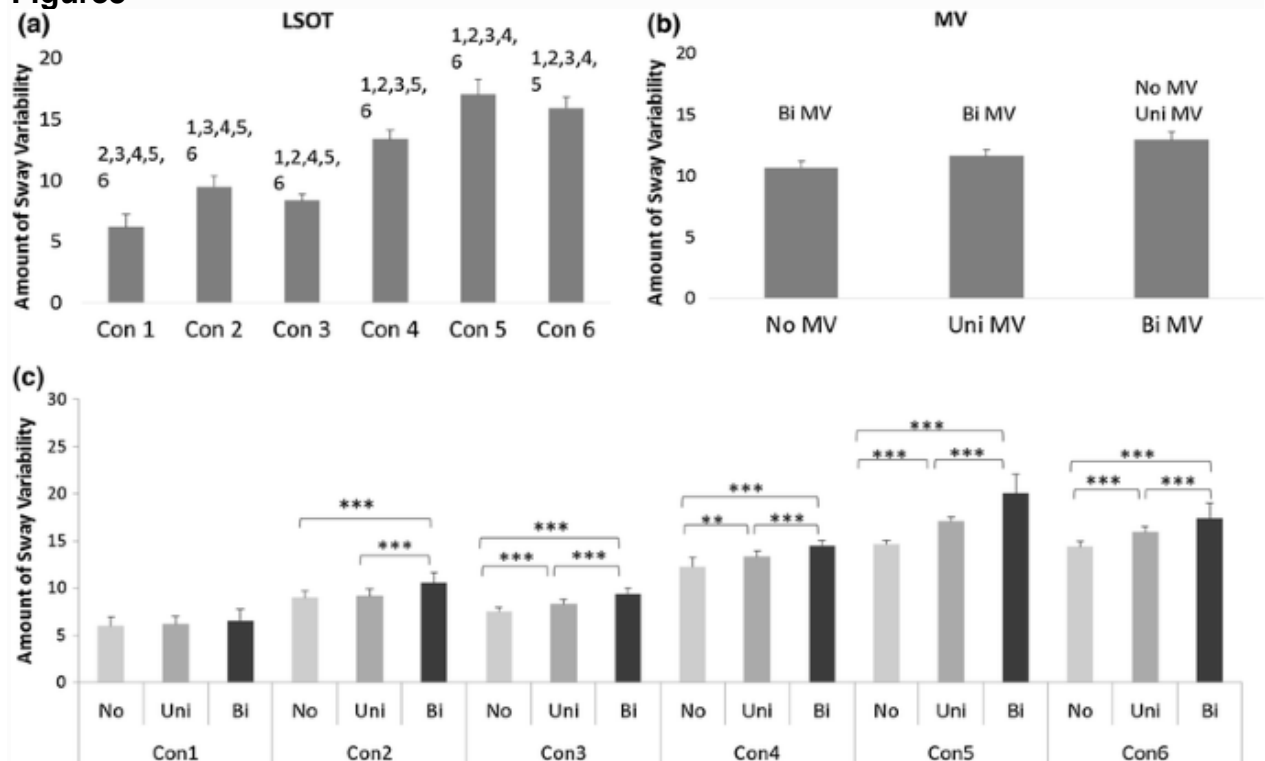 Figures
(a)
LSOT
Amount of Sway Variability
20
15
10
5
0
2,3,4,5,
6
1,3,4,5,
6
1,2,4,5,
6
1,2,3,5,
6
1,2,3,4,
6
1,2,3,4,
5
Con 1 Con 2 Con 3 Con 4 Con 5 Con 6
(b)
MV
Amount of Sway Variability
20
15
10
5
0
Bi MV
Bi MV
No MV
Uni MV
No MV Uni MV Bi MV
(c)
Amount of Sway Variability
30
25
20
15
10
5
0
***
***
***
*** ***
***
** ***
***
*** ***
***
*** ***
No Uni Bi No Uni Bi No Uni Bi No Uni Bi No Uni Bi No Uni Bi
Con1 Con2 Con3 Con4 Con5 Con6